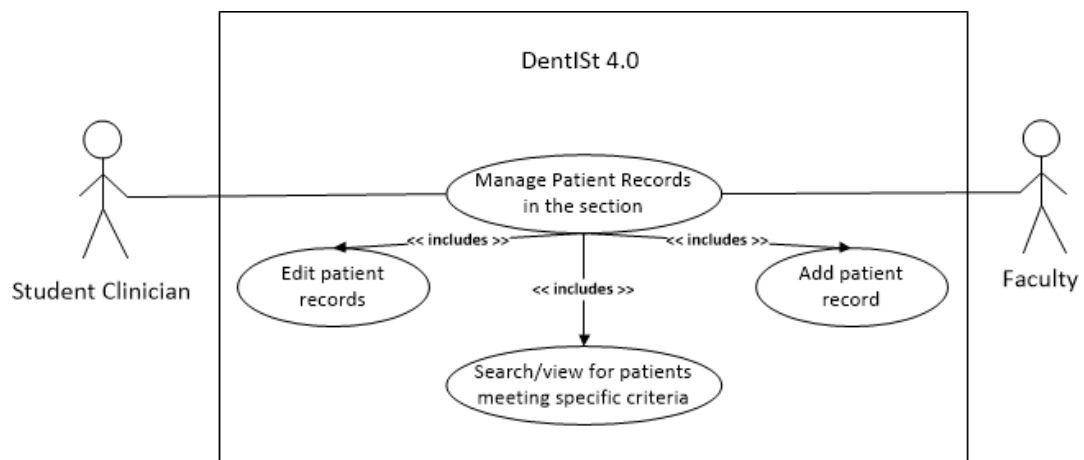 DentISt 4.0
Manage Patient Records
in the section
<< includes >>
<< includes >>
Edit patient
records
<< includes >>
Add patient
record
Student Clinician
Faculty
Search/view for patients
meeting specific criteria